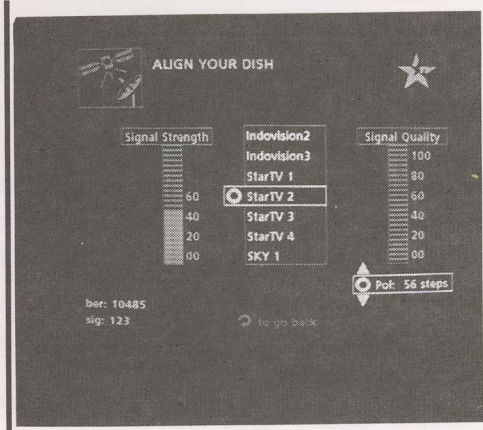 ALIGN YOUR DISH
Signal Strength
60
40
20
00
Indovision2
Indovision3
StarTV 1
StarTV 2
StarTV 3
StarTV 4
SKY 1
Signal Quality
100
80
60
40
20
00
Pol: 56 steps
ber: 10485
sig: 123
to go back